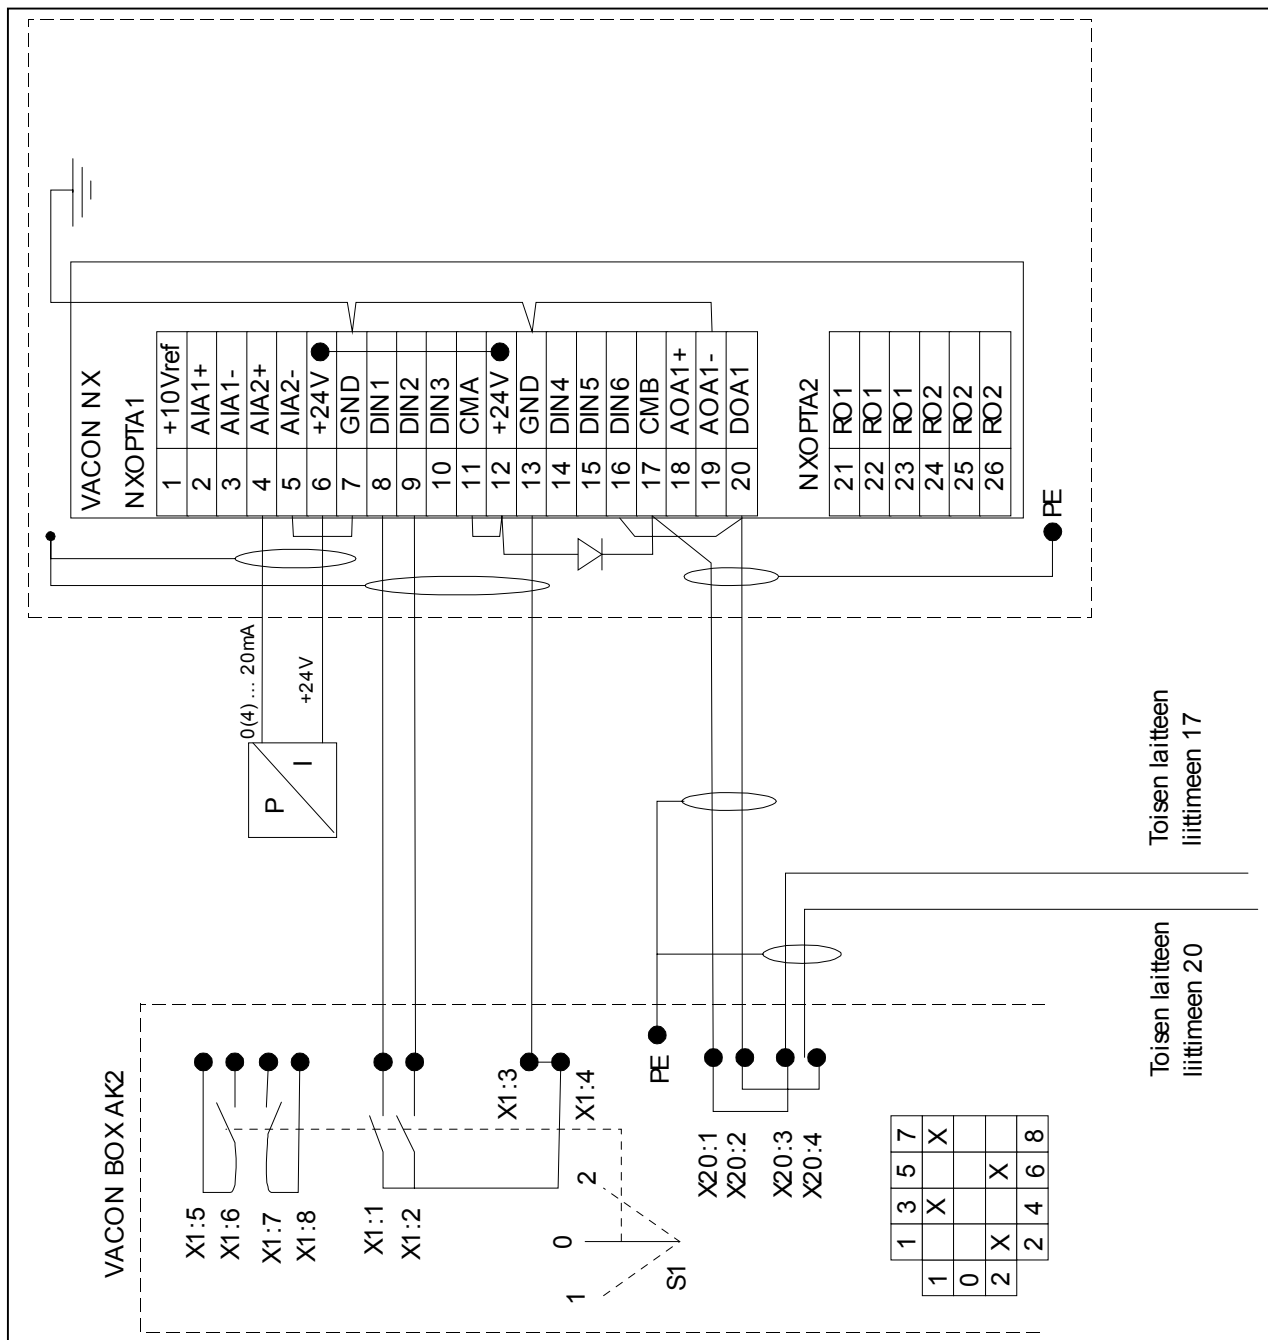 VACON NX
NXOPTA1
1 +10Vref
2 AIA1+
3 AIA1-
4 AIA2+
5 AIA2-
6 +24V
7 GND
8 DIN1
9 DIN2
10 DIN3
11 CMA
12 +24V
13 GND
14 DIN4
15 DIN5
16 DIN6
17 CMB
18 AOA1+
19 AOA1-
20 DOA1
NXOPTA2
21 RO1
22 RO1
23 RO1
24 RO2
25 RO2
26 RO2
PE
0(4) ... 20mA
+24V
P
I
Toisen laitteen
liittimeen 17
Toisen laitteen
liittimeen 20
VACON BOX AK2
X1:5
X1:6
X1:7
X1:8
X1:1
X1:2
X1:3
X1:4
PE
X20:1
X20:2
X20:3
X20:4
1
0
2
S1
1 3 5 7
1 X X
0
2 X X
2 4 6 8